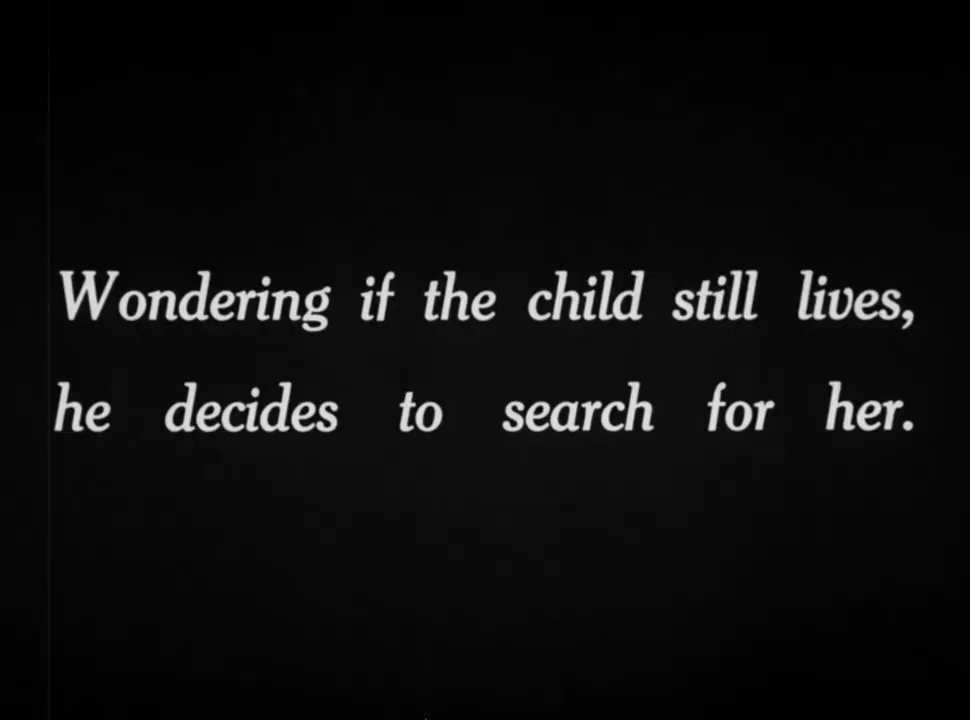 Wondering if the child still lives,
he decides to search for her.